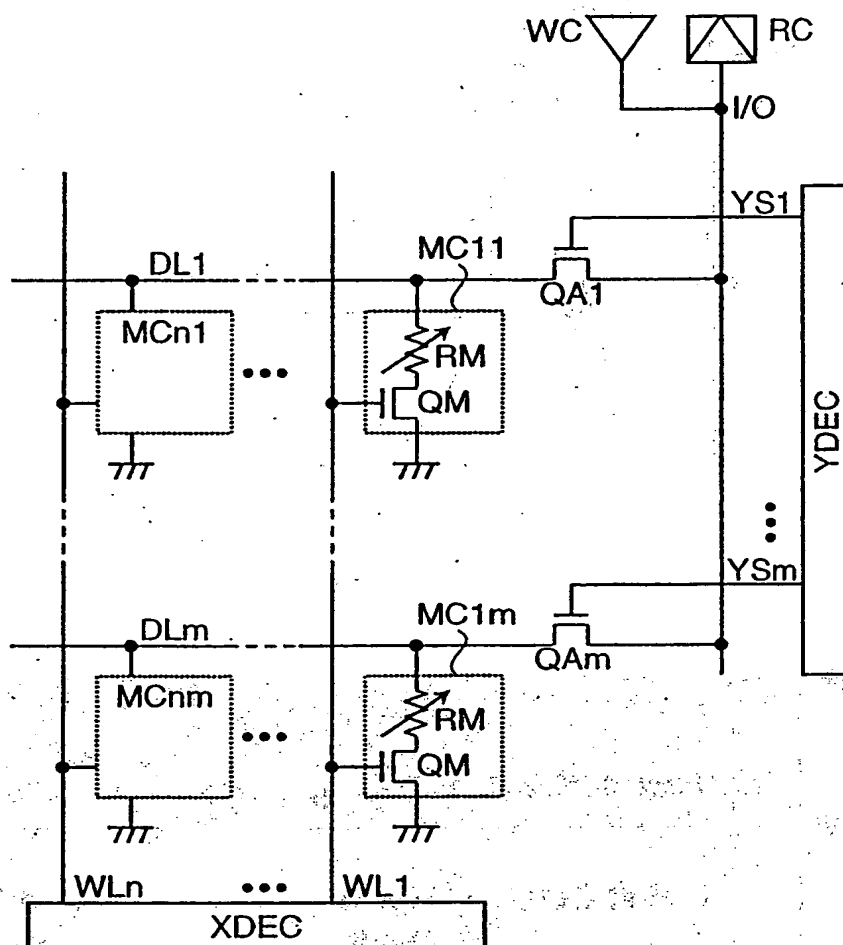 WC
RC
I/O
YS1
MC11
DL1
QA1
MCn1
•••
RM
QM
YDEC
•••
YSm
MC1m
DLm
QAm
MCnm
•••
RM
QM
WLn
•••
WL1
XDEC